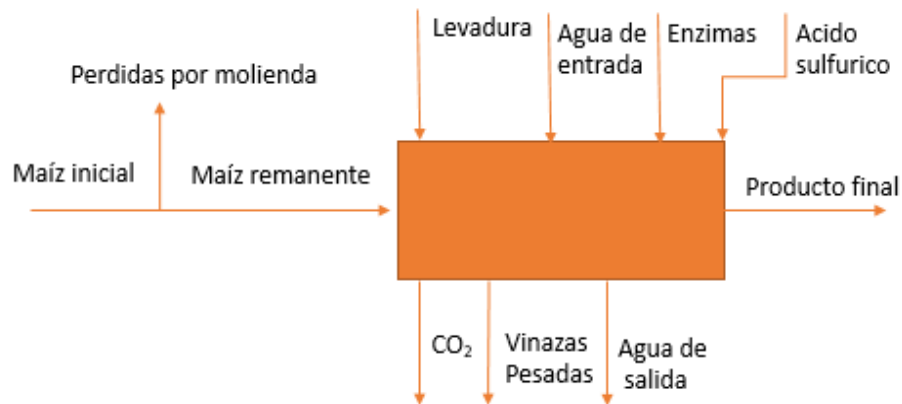 Levadura
Agua de
entrada
Enzimas
Acido
sulfurico
Perdidas por molienda
Maíz inicial
Maíz remanente
Producto final
CO₂
Vinazas
Pesadas
Agua de
salida